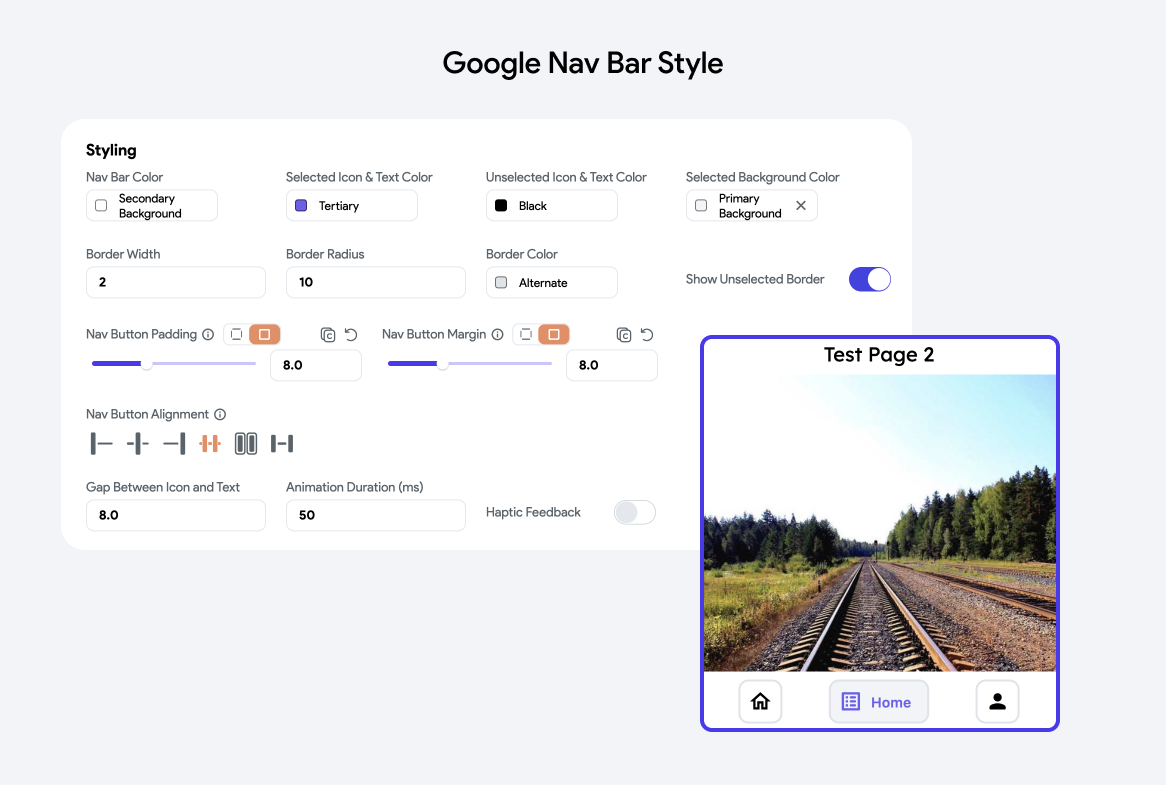 Google Nav Bar Style
Styling
Nav Bar Color
Selected Icon & Text Color
Unselected Icon & Text Color
Selected Background Color
Secondary
Background
Tertiary
Black
Primary
Background
Border Width
Border Radius
Border Color
2
10
Alternate
Show Unselected Border
Nav Button Padding
Nav Button Margin
8.0
8.0
Test Page 2
Nav Button Alignment
Gap Between Icon and Text
Animation Duration (ms)
8.0
50
Haptic Feedback
Home